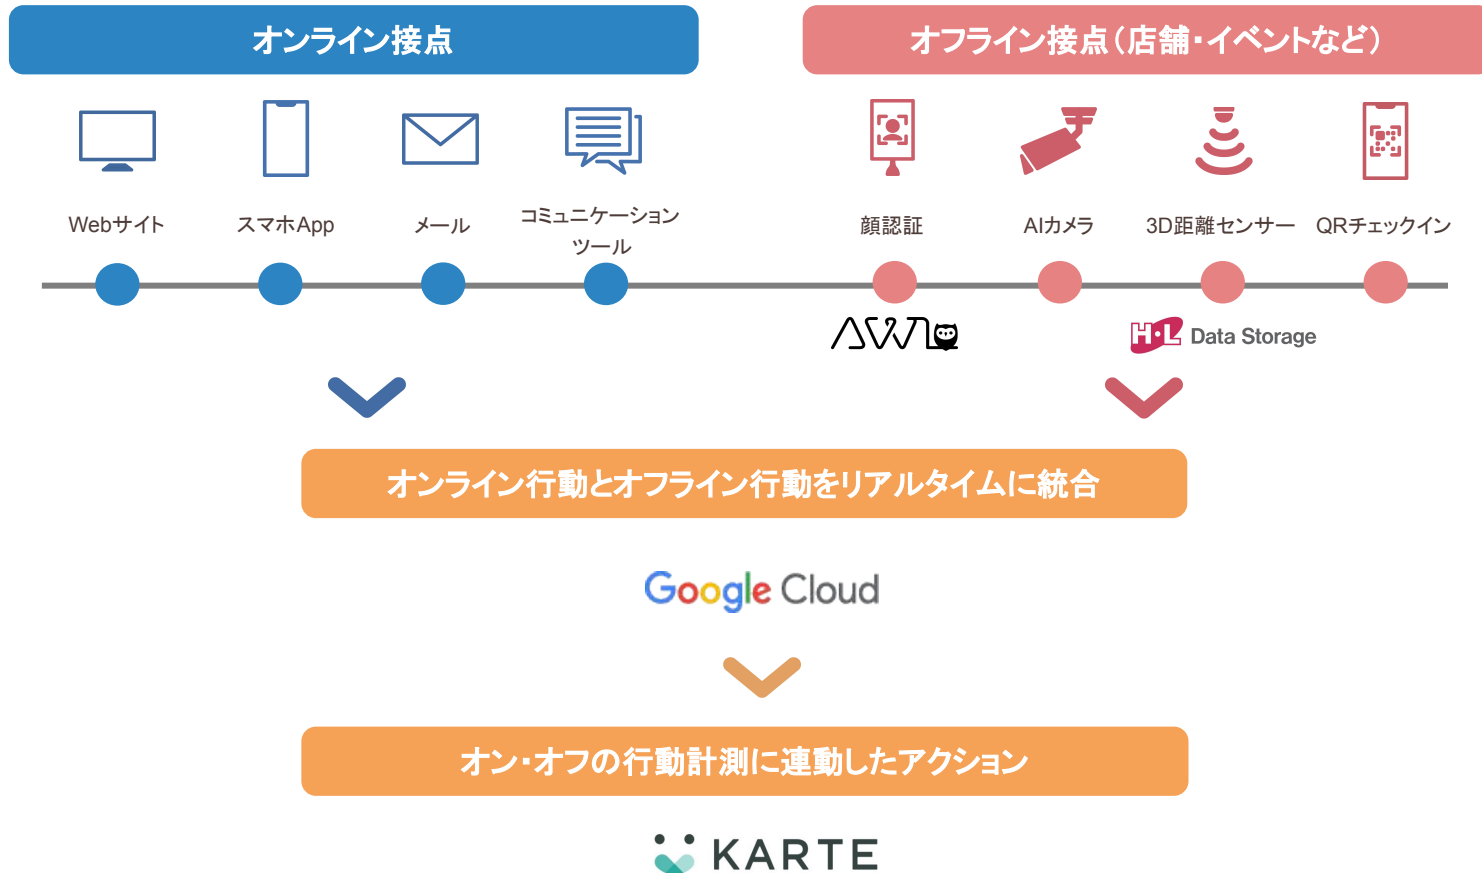 オンライン接点
オフライン接点（店舗・イベントなど）
Webサイト
スマホApp
メール
コミュニケーション
ツール
顔認証
AIカメラ
3D距離センサー
QRチェックイン
AWL
H・L Data Storage
オンライン行動とオフライン行動をリアルタイムに統合
Google Cloud
オン・オフの行動計測に連動したアクション
KARTE